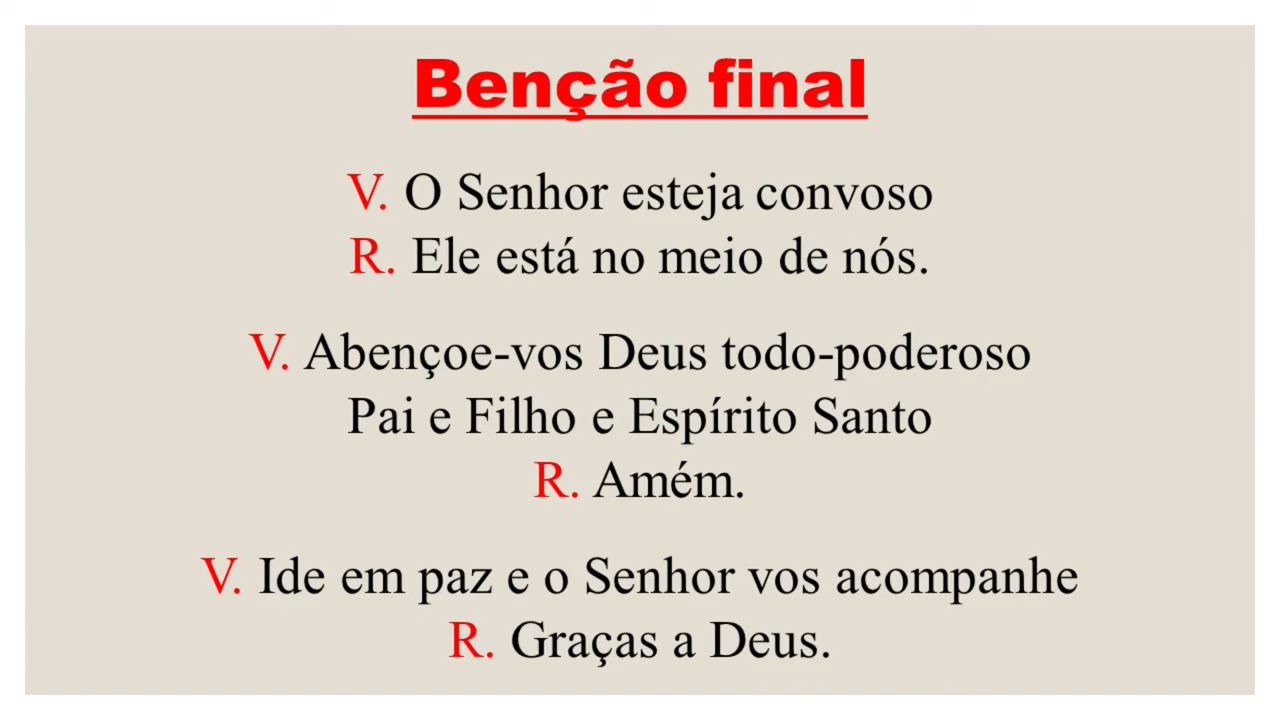 Benção final
V. O Senhor esteja convoso
R. Ele está no meio de nós.
V. Abençoe-vos Deus todo-poderoso
Pai e Filho e Espírito Santo
R. Amém.
V. Ide em paz e o Senhor vos acompanhe
R. Graças a Deus.